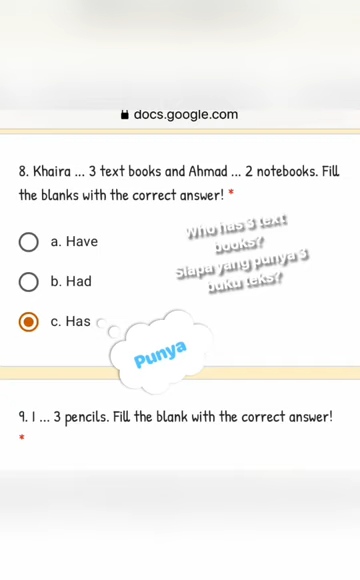 docs.google.com
8. Khaira ... 3 text books and Ahmad ... 2 notebooks. Fill
the blanks with the correct answer! *
a. Have
Who has 3 text
books?
Siapa yang punya 3
buku teks?
b. Had
c. Has
Punya
9. I ... 3 pencils. Fill the blank with the correct answer!
*